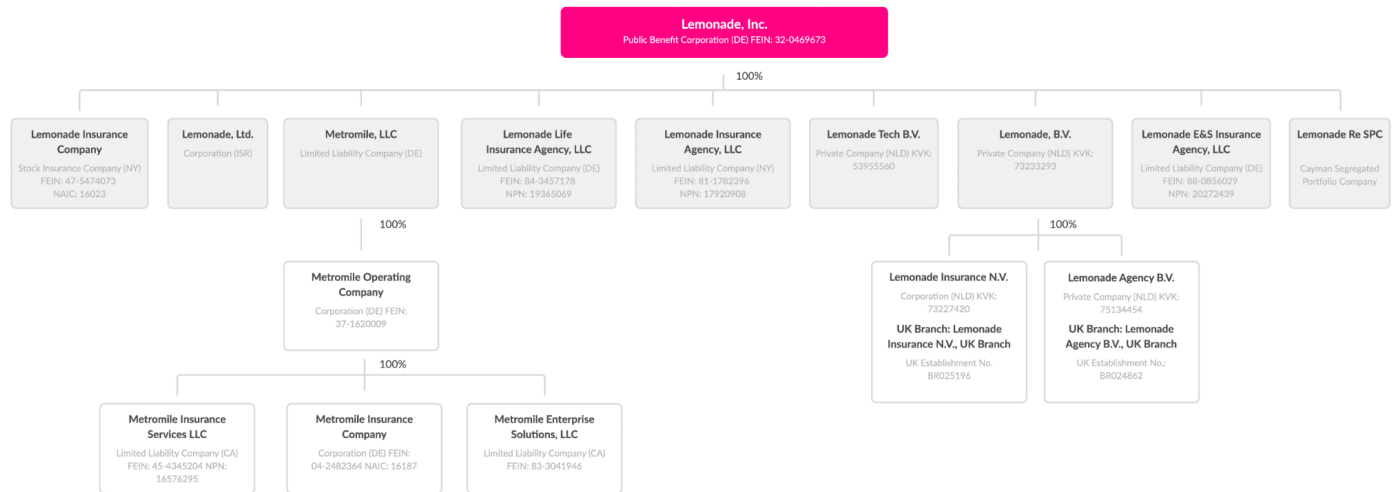 Lemonade, Inc.
Public Benefit Corporation (DE) FEIN: 32-0469673
100%
Lemonade Insurance
Company
Stock Insurance Company (NY)
FEIN: 47-5474073
NAIC: 16023
Lemonade, Ltd.
Corporation (ISR)
Metromile, LLC
Limited Liability Company (DE)
Lemonade Life
Insurance Agency, LLC
Limited Liability Company (DE)
FEIN: 84-3457178
NPN: 19365069
Lemonade Insurance
Agency, LLC
Limited Liability Company (NY)
FEIN: 81-1782396
NPN: 17920908
Lemonade Tech B.V.
Private Company (NLD) KVK:
53955560
Lemonade, B.V.
Private Company (NLD) KVK:
73233293
Lemonade E&S Insurance
Agency, LLC
Limited Liability Company (DE)
FEIN: 88-0856029
NPN: 20272439
Lemonade Re SPC
Cayman Segregated
Portfolio Company
100%
100%
Metromile Operating
Company
Corporation (DE) FEIN:
37-1620009
Lemonade Insurance N.V.
Corporation (NLD) KVK:
73227420
UK Branch: Lemonade
Insurance N.V., UK Branch
UK Establishment No.
BR025196
Lemonade Agency B.V.
Private Company (NLD) KVK:
75134454
UK Branch: Lemonade
Agency B.V., UK Branch
UK Establishment No.:
BR024862
100%
Metromile Insurance
Services LLC
Limited Liability Company (CA)
FEIN: 45-4345204 NPN:
16576295
Metromile Insurance
Company
Corporation (DE) FEIN:
04-2482364 NAIC: 16187
Metromile Enterprise
Solutions, LLC
Limited Liability Company (CA)
FEIN: 83-3041946